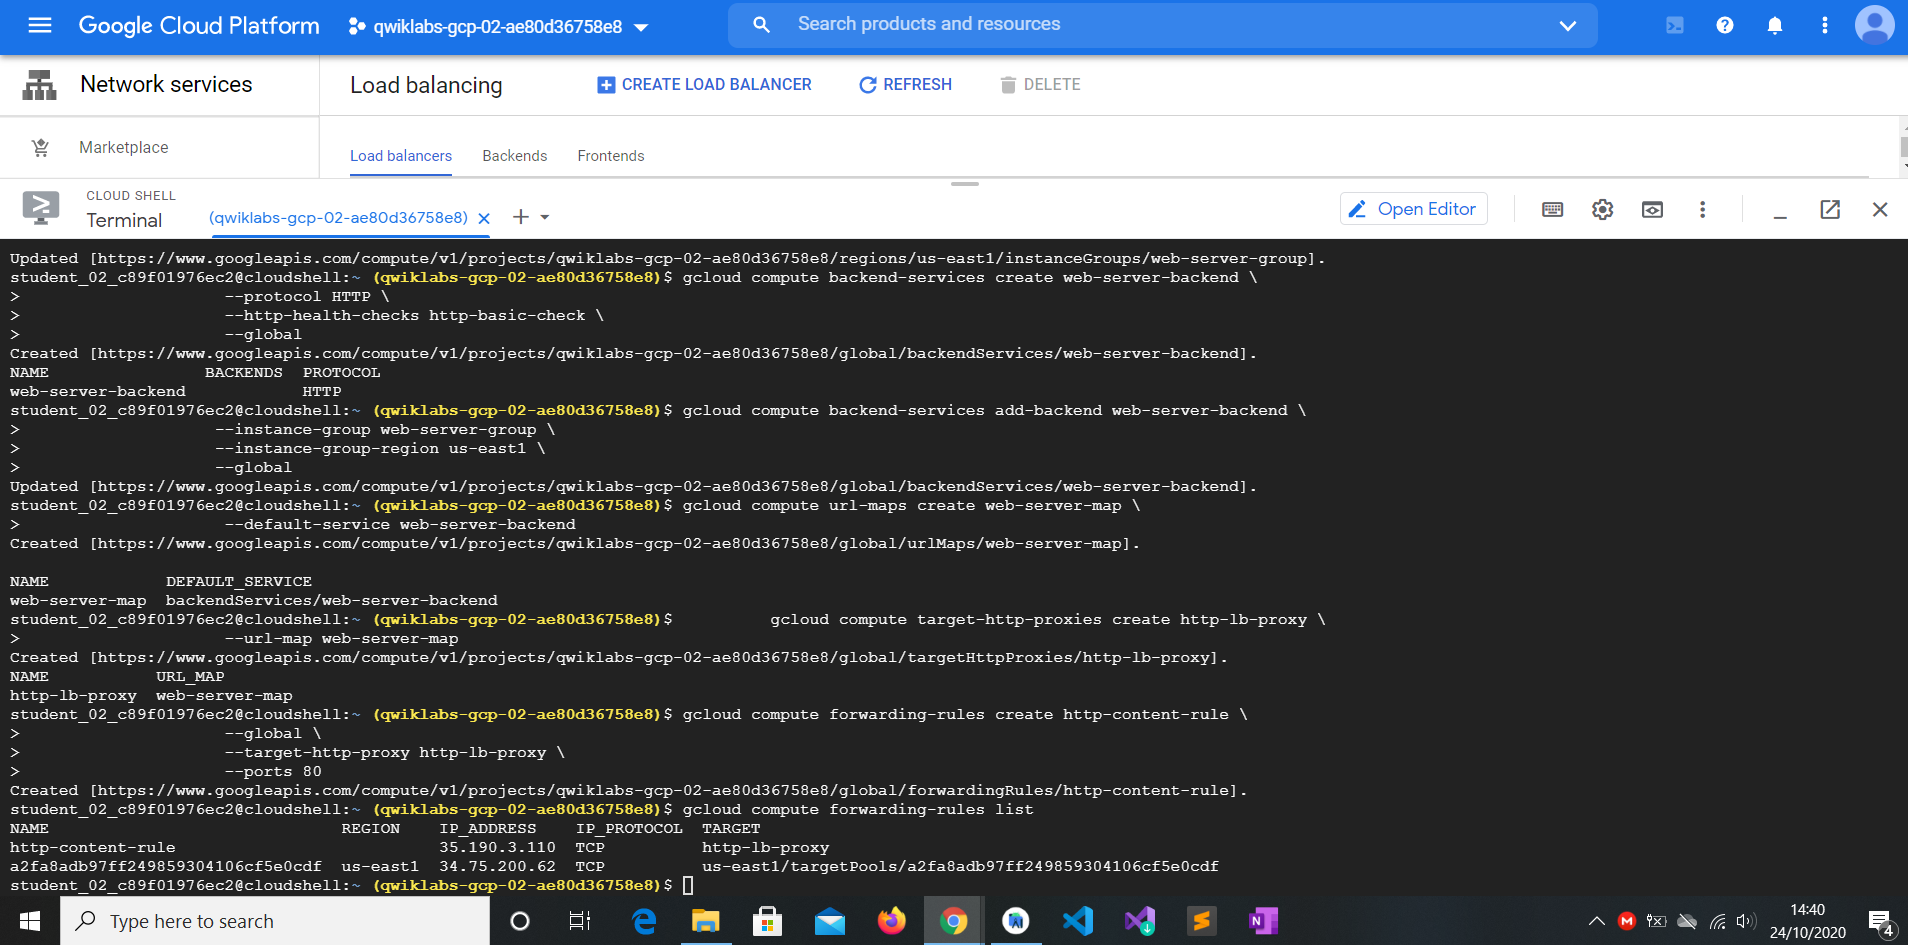 Google Cloud Platform qwiklabs-gcp-02-ae80d36758e8 Search products and resources
Network services Load balancing CREATE LOAD BALANCER REFRESH DELETE
Marketplace Load balancers Backends Frontends
CLOUD SHELL
Terminal (qwiklabs-gcp-02-ae80d36758e8) Open Editor
Updated [https://www.googleapis.com/compute/v1/projects/qwiklabs-gcp-02-ae80d36758e8/regions/us-east1/instanceGroups/web-server-group].
student_02_c89f01976ec2@cloudshell:~ (qwiklabs-gcp-02-ae80d36758e8)$ gcloud compute backend-services create web-server-backend \
> --protocol HTTP \
> --http-health-checks http-basic-check \
> --global
Created [https://www.googleapis.com/compute/v1/projects/qwiklabs-gcp-02-ae80d36758e8/global/backendServices/web-server-backend].
NAME BACKENDS PROTOCOL
web-server-backend HTTP
student_02_c89f01976ec2@cloudshell:~ (qwiklabs-gcp-02-ae80d36758e8)$ gcloud compute backend-services add-backend web-server-backend \
> --instance-group web-server-group \
> --instance-group-region us-east1 \
> --global
Updated [https://www.googleapis.com/compute/v1/projects/qwiklabs-gcp-02-ae80d36758e8/global/backendServices/web-server-backend].
student_02_c89f01976ec2@cloudshell:~ (qwiklabs-gcp-02-ae80d36758e8)$ gcloud compute url-maps create web-server-map \
> --default-service web-server-backend
Created [https://www.googleapis.com/compute/v1/projects/qwiklabs-gcp-02-ae80d36758e8/global/urlMaps/web-server-map].
NAME DEFAULT_SERVICE
web-server-map backendServices/web-server-backend
student_02_c89f01976ec2@cloudshell:~ (qwiklabs-gcp-02-ae80d36758e8)$ gcloud compute target-http-proxies create http-lb-proxy \
> --url-map web-server-map
Created [https://www.googleapis.com/compute/v1/projects/qwiklabs-gcp-02-ae80d36758e8/global/targetHttpProxies/http-lb-proxy].
NAME URL_MAP
http-lb-proxy web-server-map
student_02_c89f01976ec2@cloudshell:~ (qwiklabs-gcp-02-ae80d36758e8)$ gcloud compute forwarding-rules create http-content-rule \
> --global \
> --target-http-proxy http-lb-proxy \
> --ports 80
Created [https://www.googleapis.com/compute/v1/projects/qwiklabs-gcp-02-ae80d36758e8/global/forwardingRules/http-content-rule].
student_02_c89f01976ec2@cloudshell:~ (qwiklabs-gcp-02-ae80d36758e8)$ gcloud compute forwarding-rules list
NAME REGION IP_ADDRESS IP_PROTOCOL TARGET
http-content-rule 35.190.3.110 TCP http-lb-proxy
a2fa8adb97ff249859304106cf5e0cdf us-east1 34.75.200.62 TCP us-east1/targetPools/a2fa8adb97ff249859304106cf5e0cdf
student_02_c89f01976ec2@cloudshell:~ (qwiklabs-gcp-02-ae80d36758e8)$
Type here to search
14:40
24/10/2020
4